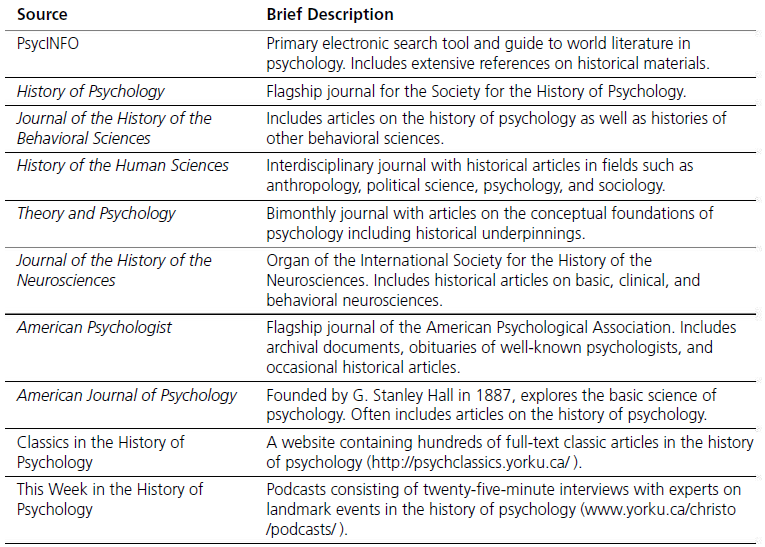 Source Brief Description
PsycINFO Primary electronic search tool and guide to world literature in
psychology. Includes extensive references on historical materials.
History of Psychology Flagship journal for the Society for the History of Psychology.
Journal of the History of the Includes articles on the history of psychology as well as histories of
Behavioral Sciences other behavioral sciences.
History of the Human Sciences Interdisciplinary journal with historical articles in fields such as
anthropology, political science, psychology, and sociology.
Theory and Psychology Bimonthly journal with articles on the conceptual foundations of
psychology including historical underpinnings.
Journal of the History of the Organ of the International Society for the History of the
Neurosciences Neurosciences. Includes historical articles on basic, clinical, and
behavioral neurosciences.
American Psychologist Flagship journal of the American Psychological Association. Includes
archival documents, obituaries of well-known psychologists, and
occasional historical articles.
American Journal of Psychology Founded by G. Stanley Hall in 1887, explores the basic science of
psychology. Often includes articles on the history of psychology.
Classics in the History of A website containing hundreds of full-text classic articles in the history
Psychology of psychology (http://psychclassics.yorku.ca/ ).
This Week in the History of Podcasts consisting of twenty-five-minute interviews with experts on
Psychology landmark events in the history of psychology (www.yorku.ca/christo
/podcasts/ ).